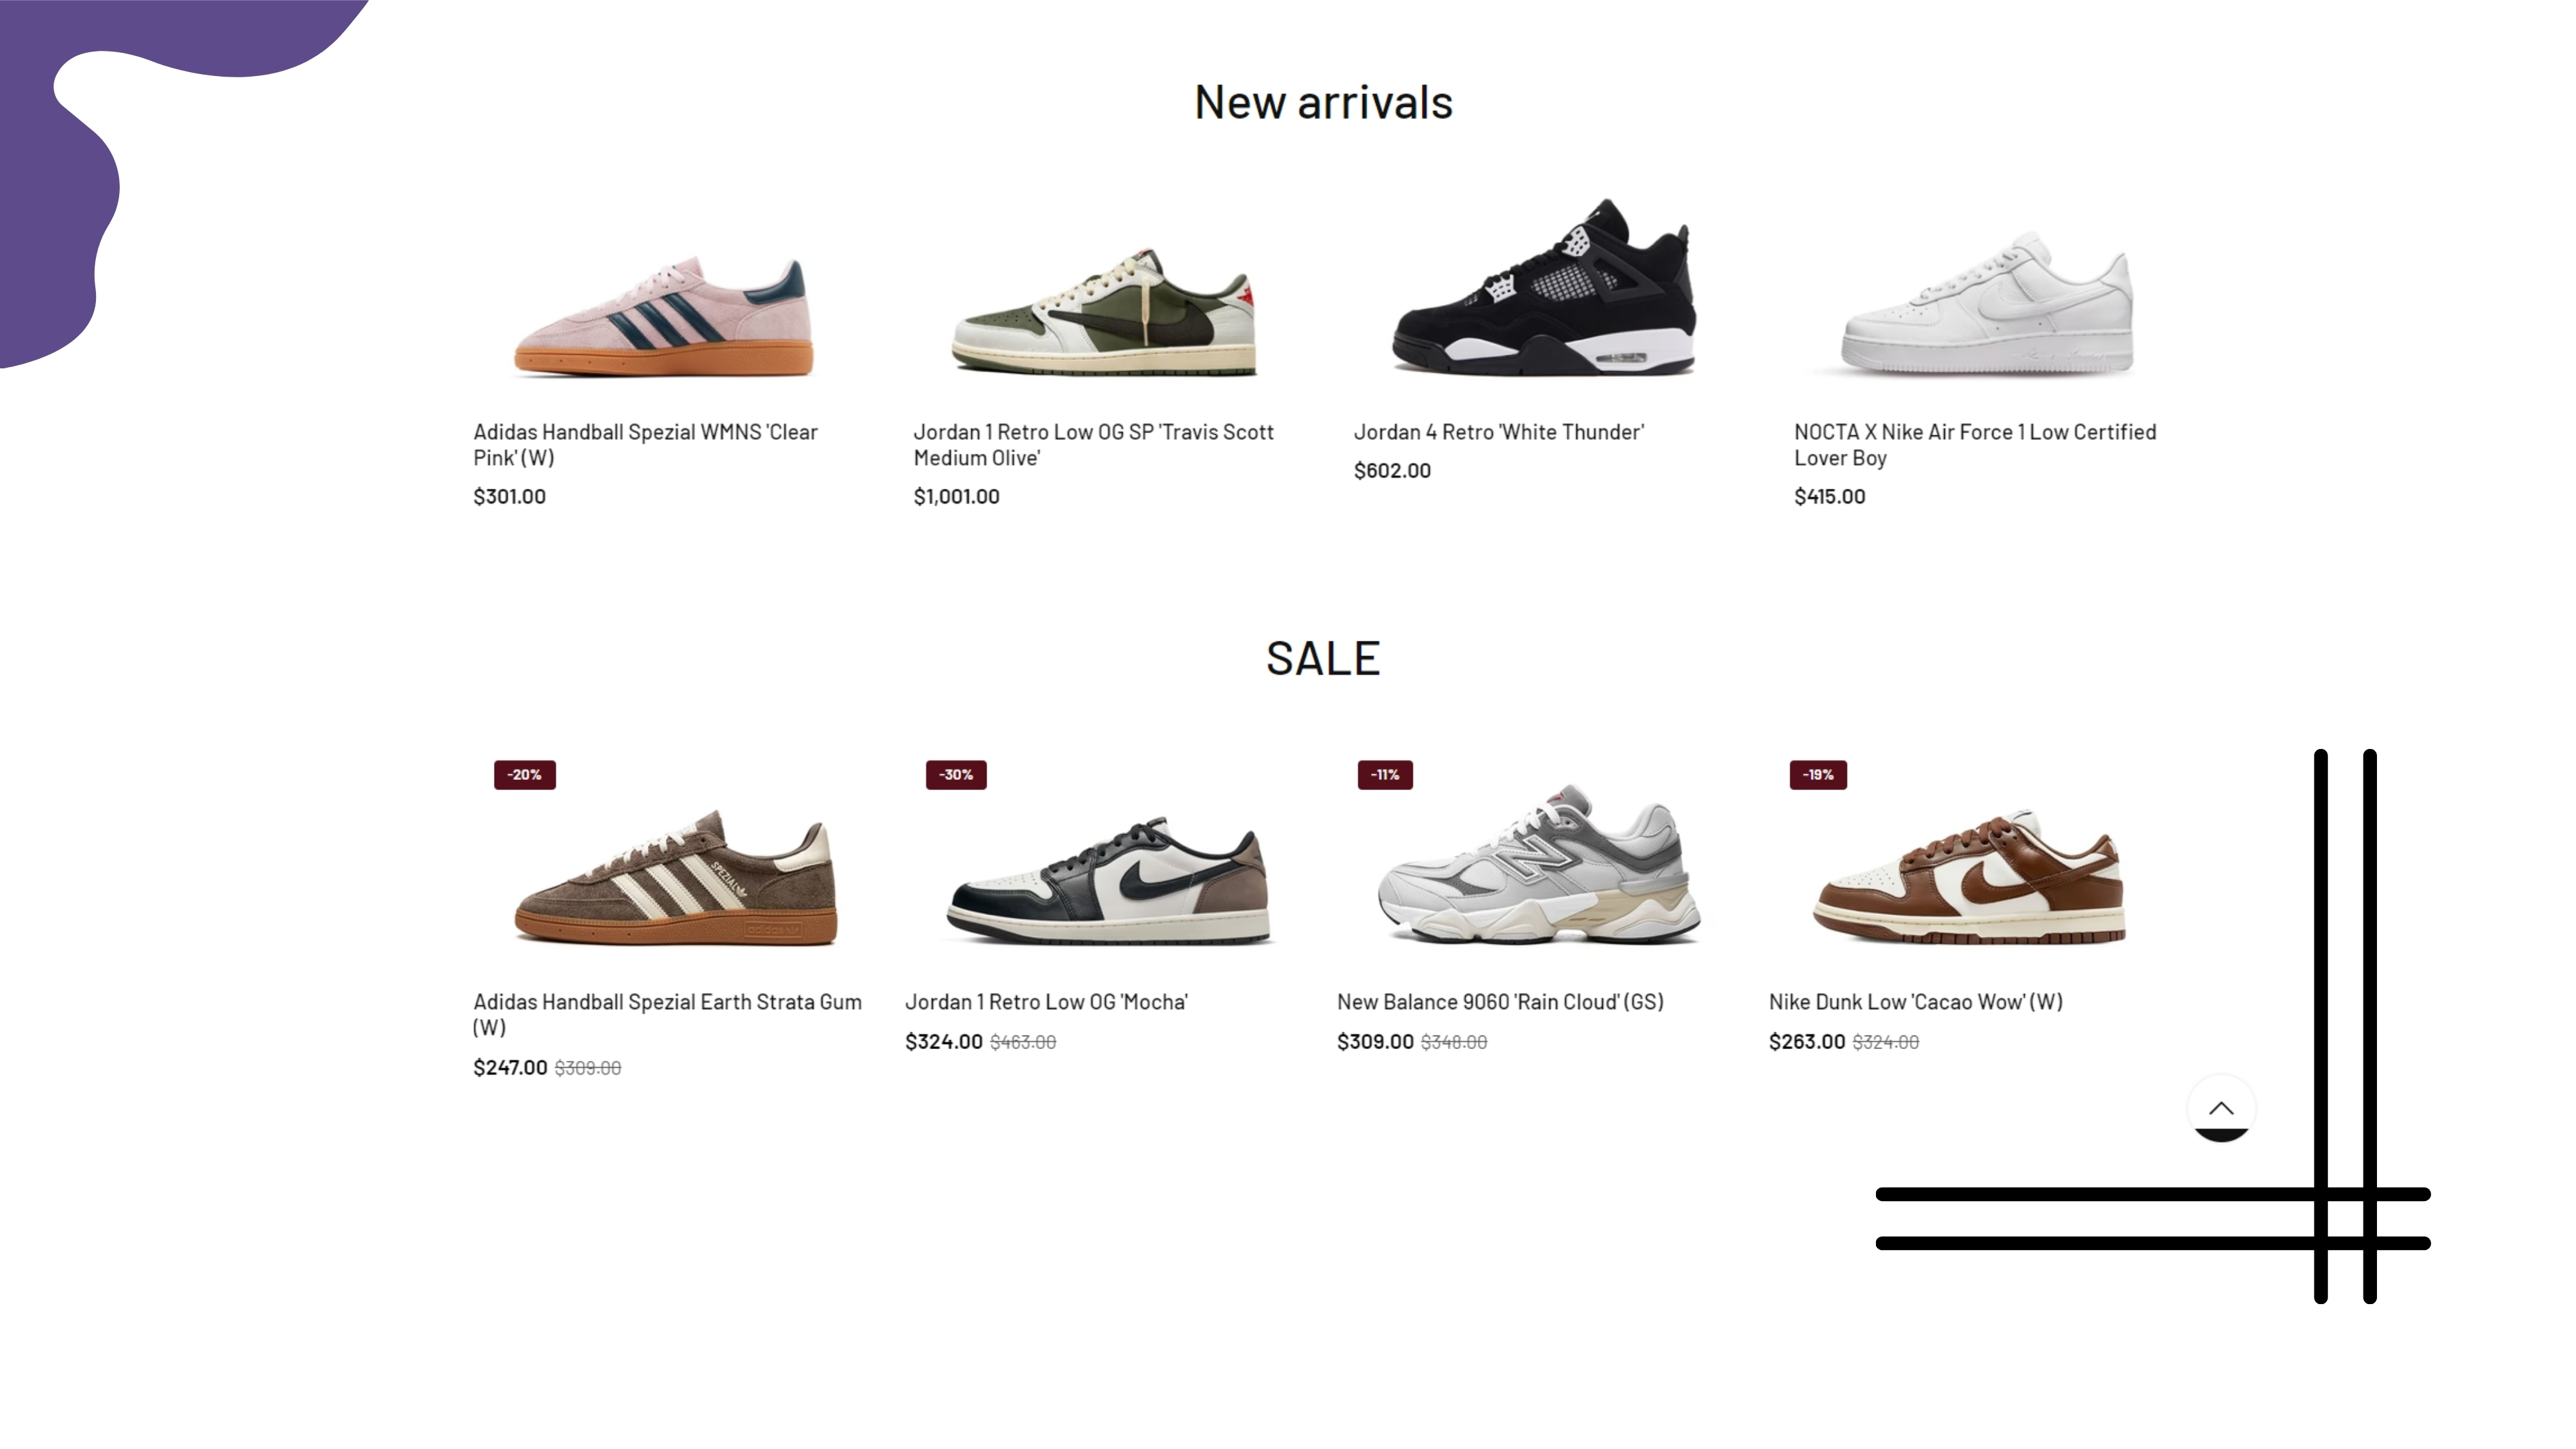 New arrivals
Adidas Handball Spezial WMNS 'Clear
Pink' (W)
$301.00
Jordan 1 Retro Low OG SP 'Travis Scott
Medium Olive'
$1,001.00
Jordan 4 Retro 'White Thunder'
$602.00
NOCTA X Nike Air Force 1 Low Certified
Lover Boy
$415.00
SALE
-20%
-30%
-11%
-19%
SPEZIAL
adidas
Adidas Handball Spezial Earth Strata Gum
(W)
$247.00 $309.00
Jordan 1 Retro Low OG 'Mocha'
$324.00 $463.00
New Balance 9060 'Rain Cloud' (GS)
$309.00 $348.00
Nike Dunk Low 'Cacao Wow' (W)
$263.00 $324.00